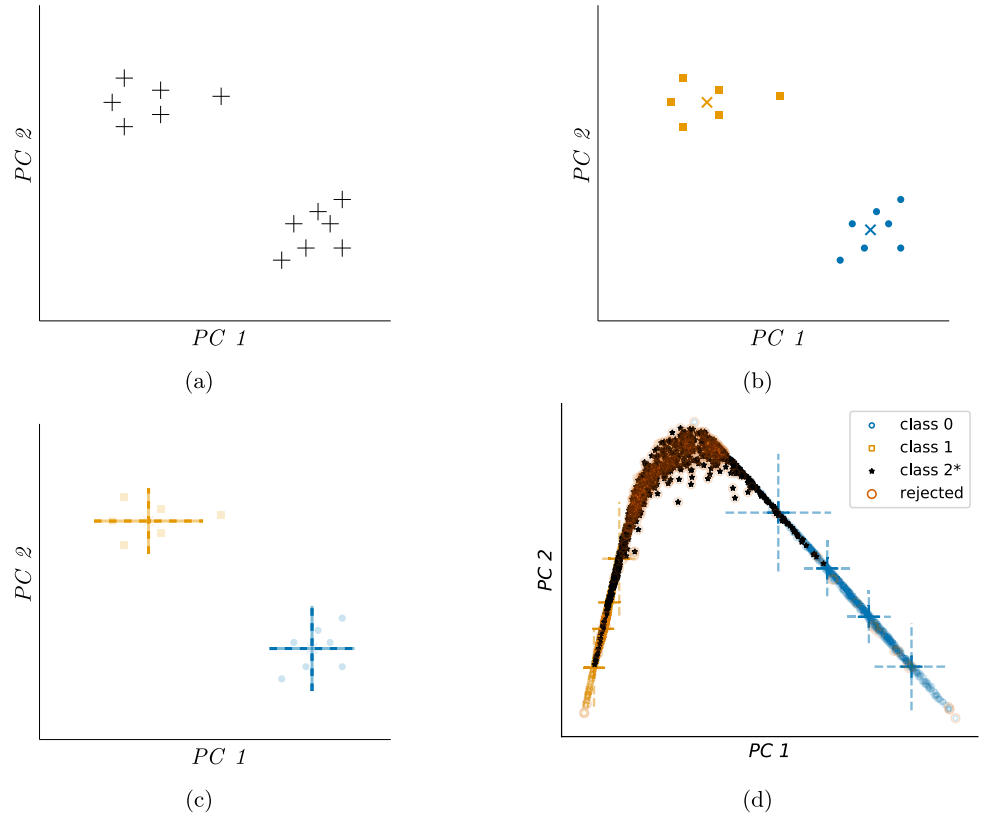 PC 2
PC 1
(a)
PC 2
PC 1
(b)
PC 2
PC 1
(c)
class 0
class 1
class 2*
rejected
PC 2
PC 1
(d)